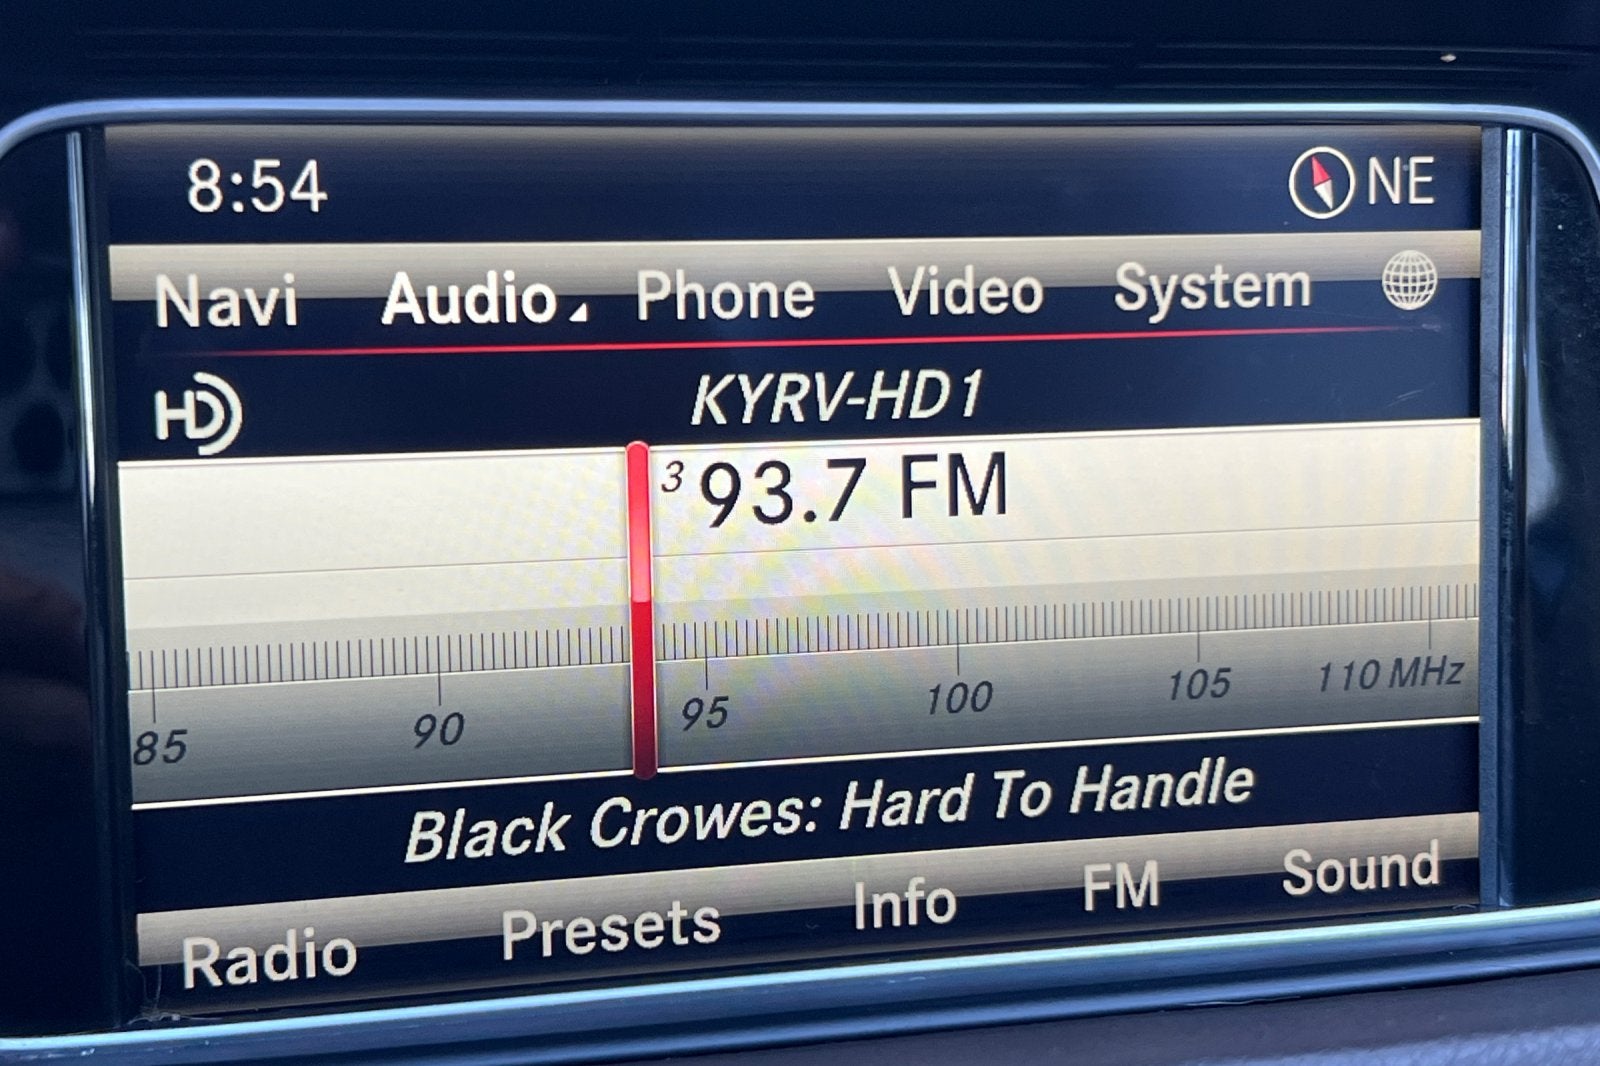 8:54 NE
Navi Audio Phone Video System
HD KYRV-HD1
3 93.7 FM
85 90 95 100 105 110 MHz
Black Crowes: Hard To Handle
Radio Presets Info FM Sound